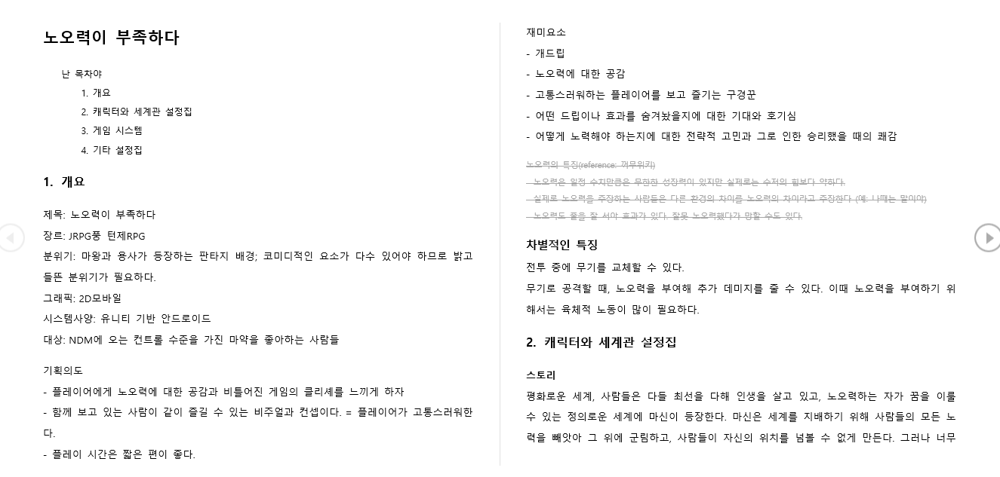 노오력이 부족하다
난 목차야
1. 개요
2. 캐릭터와 세계관 설정집
3. 게임 시스템
4. 기타 설정집
1. 개요
제목: 노오력이 부족하다
장르: JRPG풍 턴제RPG
분위기: 마왕과 용사가 등장하는 판타지 배경; 코미디적인 요소가 다수 있어야 하므로 밝고
들뜬 분위기가 필요하다.
그래픽: 2D모바일
시스템사양: 유니티 기반 안드로이드
대상: NDM에 오는 컨트롤 수준을 가진 마약을 좋아하는 사람들
기획의도
- 플레이어에게 노오력에 대한 공감과 비틀어진 게임의 클리셰를 느끼게 하자
- 함께 보고 있는 사람이 같이 즐길 수 있는 비주얼과 컨셉이다. = 플레이어가 고통스러워한
다.
- 플레이 시간은 짧은 편이 좋다.
재미요소
- 개드립
- 노오력에 대한 공감
- 고통스러워하는 플레이어를 보고 즐기는 구경꾼
- 어떤 드립이나 효과를 숨겨놨을지에 대한 기대와 호기심
- 어떻게 노력해야 하는지에 대한 전략적 고민과 그로 인한 승리했을 때의 쾌감
노오력의 특징(reference: 꺼무위키)
- 노오력은 일정 수치만큼은 무한한 성장력이 있지만 실제로는 수저의 힘보다 약하다.
- 실제로 노오력을 주장하는 사람들은 다른 환경의 차이를 노오력의 차이라고 주장한다 (예: 나때는 말이야)
- 노오력도 줄을 잘 서야 효과가 있다. 잘못 노오력했다가 망할 수도 있다.
차별적인 특징
전투 중에 무기를 교체할 수 있다.
무기로 공격할 때, 노오력을 부여해 추가 데미지를 줄 수 있다. 이때 노오력을 부여하기 위
해서는 육체적 노동이 많이 필요하다.
2. 캐릭터와 세계관 설정집
스토리
평화로운 세계, 사람들은 다들 최선을 다해 인생을 살고 있고, 노오력하는 자가 꿈을 이룰
수 있는 정의로운 세계에 마신이 등장한다. 마신은 세계를 지배하기 위해 사람들의 모든 노
력을 빼앗아 그 위에 군림하고, 사람들이 자신의 위치를 넘볼 수 없게 만든다. 그러나 너무